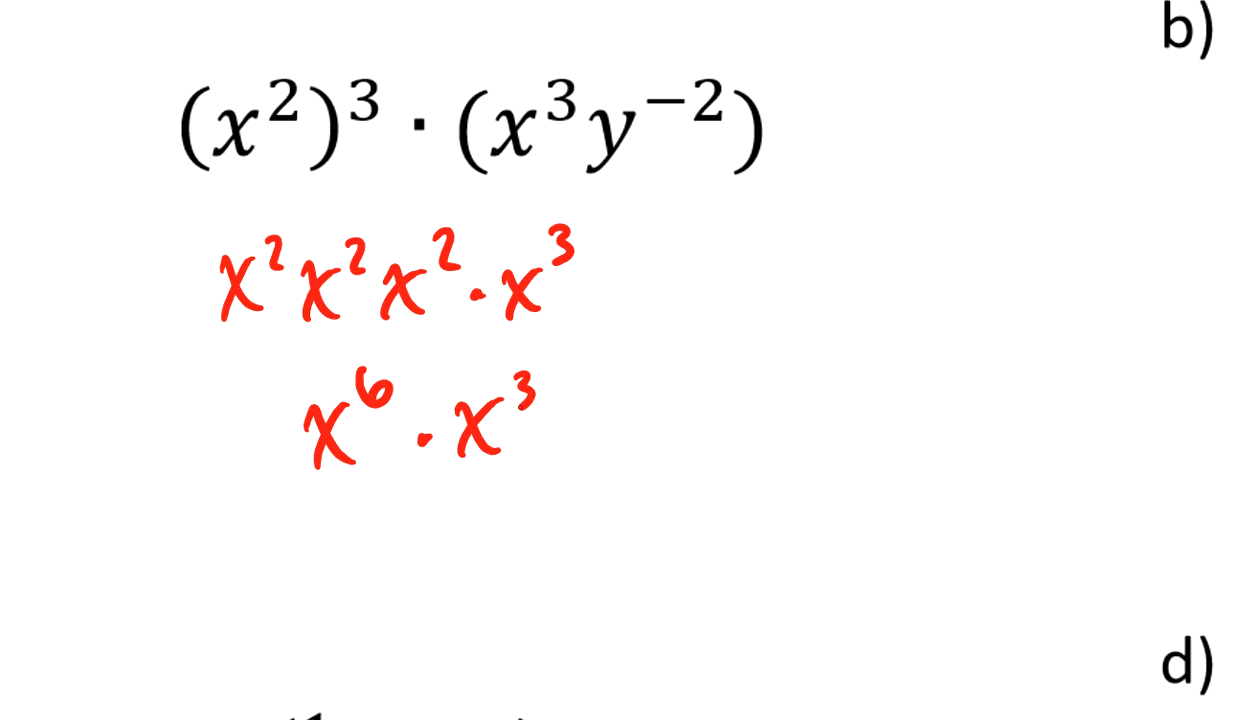 b)
(x²)³ · (x³y⁻²)
x²x²x² · x³
x⁶ · x³
d)